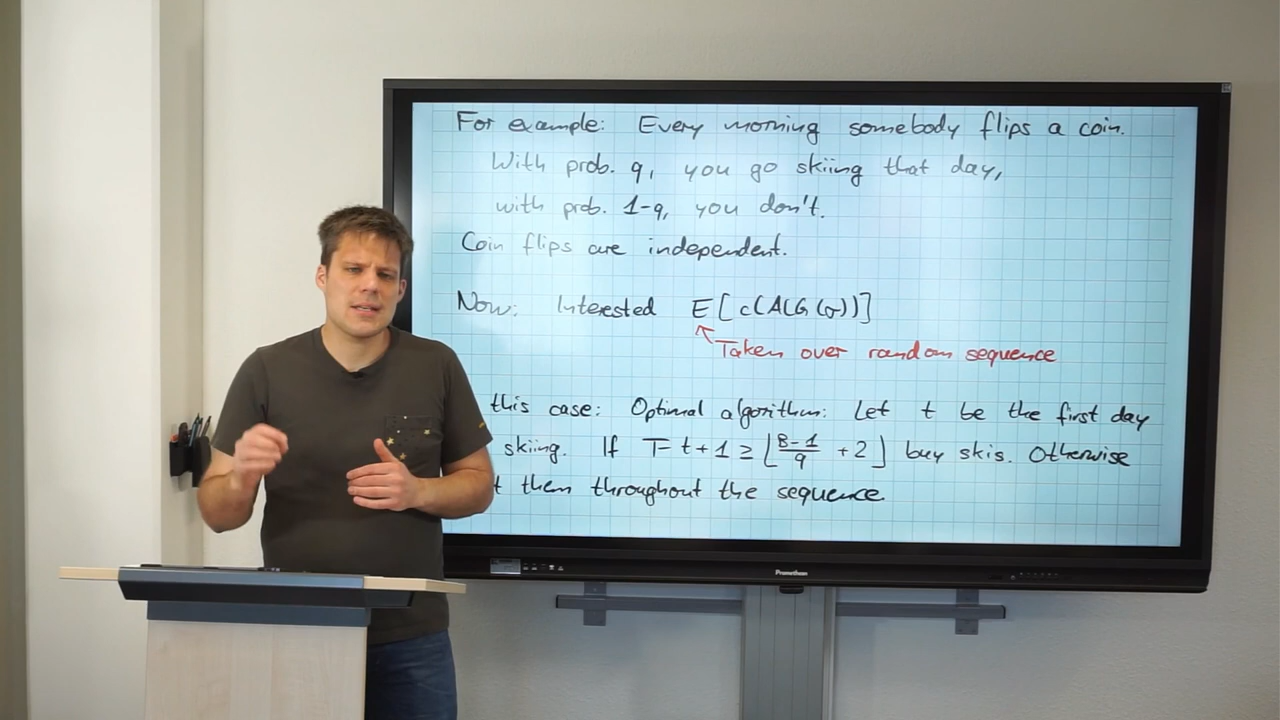 For example: Every morning somebody flips a coin.
With prob. q, you go skiing that day,
with prob. 1-q, you don't.
Coin flips are independent.
Now: Interested E[c(ALG(σ))]
Taken over random sequence
this case: Optimal algorithm: Let t be the first day
skiing. If T-t+1 ≥ ⌊(B-1)/q +2⌋ buy skis. Otherwise
t them throughout the sequence.
Promethean